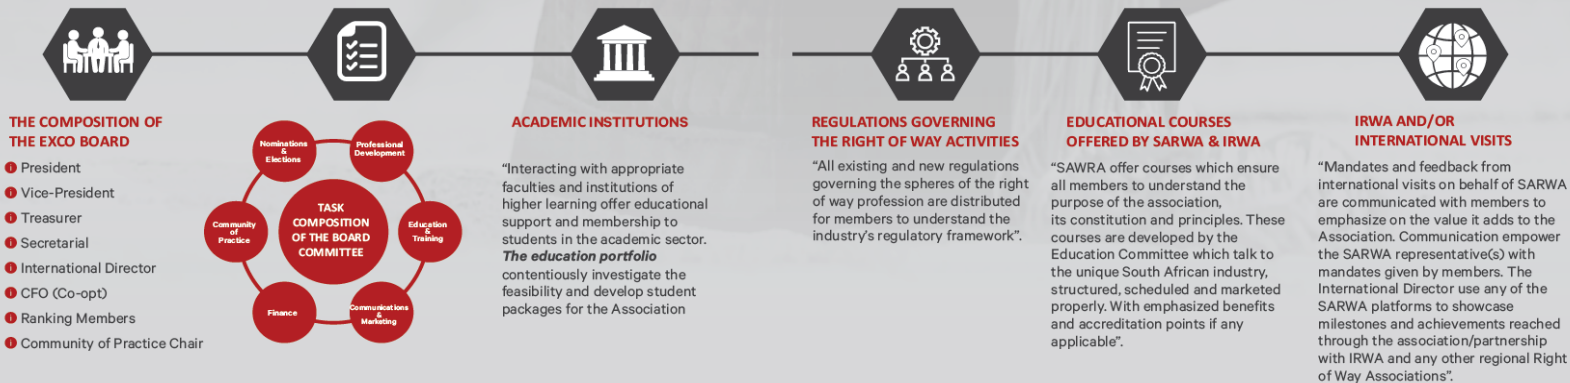 THE COMPOSITION OF
THE EXCO BOARD
President
Vice-President
Treasurer
Secretarial
International Director
CFO (Co-opt)
Ranking Members
Community of Practice Chair
Nominations
&
Elections
Professional
Development
Community
of
Practice
TASK
COMPOSITION
OF THE BOARD
COMMITTEE
Education
&
Training
Finance
Communications
&
Marketing
ACADEMIC INSTITUTIONS
“Interacting with appropriate
faculties and institutions of
higher learning offer educational
support and membership to
students in the academic sector.
The education portfolio
contentiously investigate the
feasibility and develop student
packages for the Association
REGULATIONS GOVERNING
THE RIGHT OF WAY ACTIVITIES
“All existing and new regulations
governing the spheres of the right
of way profession are distributed
for members to understand the
industry’s regulatory framework”.
EDUCATIONAL COURSES
OFFERED BY SARWA & IRWA
“SAWRA offer courses which ensure
all members to understand the
purpose of the association,
its constitution and principles. These
courses are developed by the
Education Committee which talk to
the unique South African industry,
structured, scheduled and marketed
properly. With emphasized benefits
and accreditation points if any
applicable”.
IRWA AND/OR
INTERNATIONAL VISITS
“Mandates and feedback from
international visits on behalf of SARWA
are communicated with members to
emphasize on the value it adds to the
Association. Communication empower
the SARWA representative(s) with
mandates given by members. The
International Director use any of the
SARWA platforms to showcase
milestones and achievements reached
through the association/partnership
with IRWA and any other regional Right
of Way Associations”.